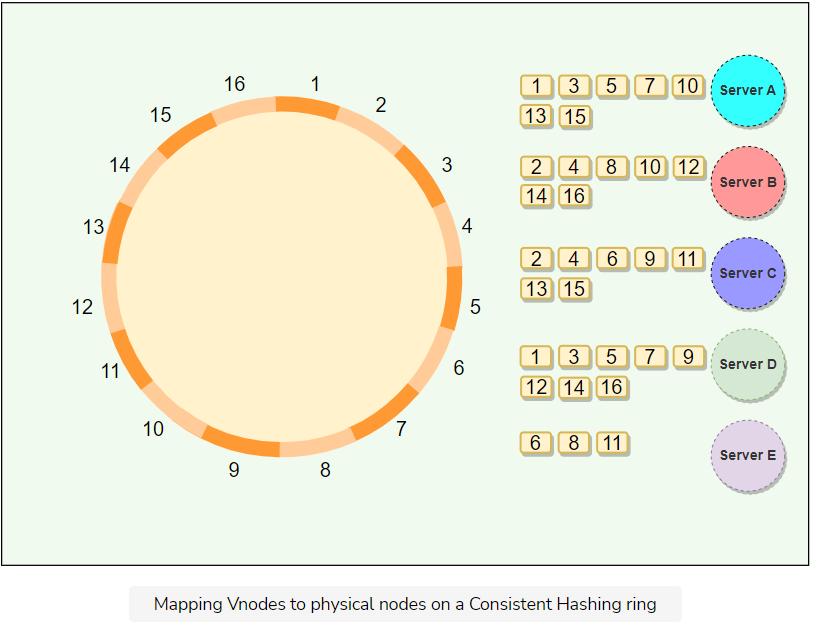 1
2
3
4
5
6
7
8
9
10
11
12
13
14
15
16
1 3 5 7 10
13 15
Server A
2 4 8 10 12
14 16
Server B
2 4 6 9 11
13 15
Server C
1 3 5 7 9
12 14 16
Server D
6 8 11
Server E
Mapping Vnodes to physical nodes on a Consistent Hashing ring